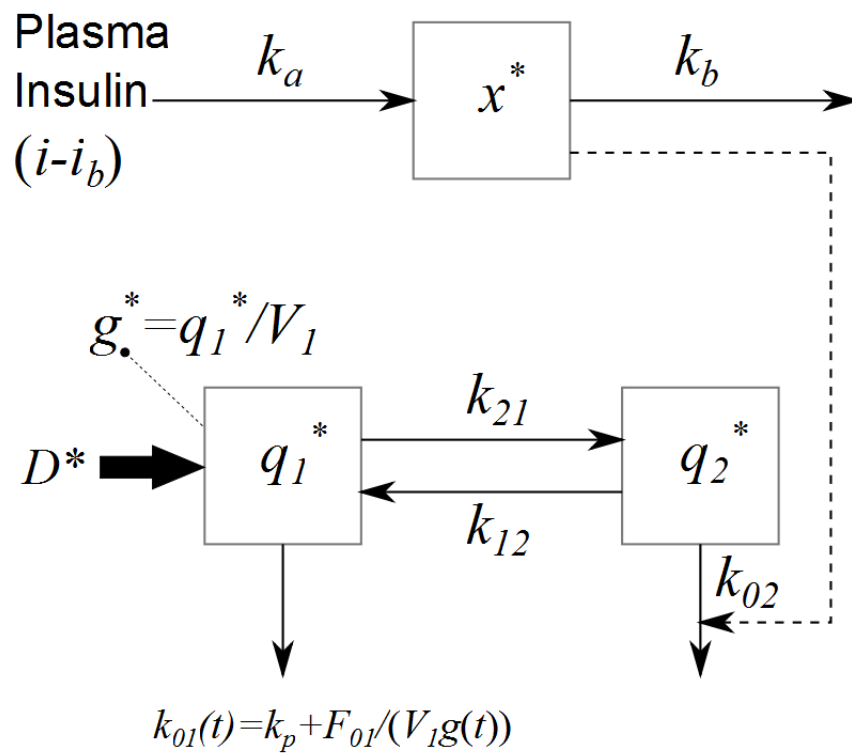 Plasma
Insulin
(i-i_b)
k_a
x^*
k_b
g^*=q_1^*/V_1
D*
q_1^*
k_21
k_12
q_2^*
k_02
k_01(t)=k_p+F_01/(V_1g(t))